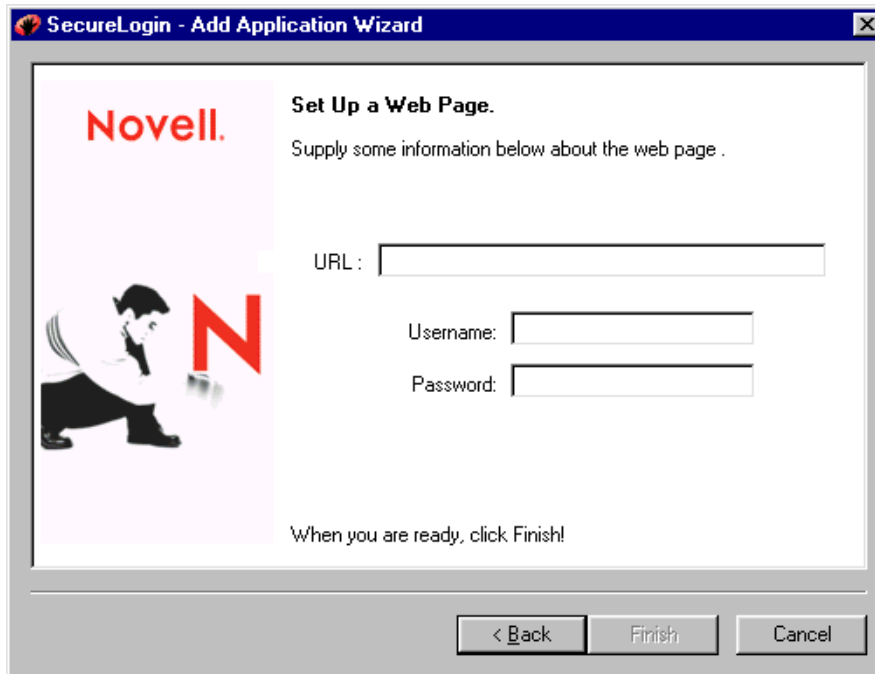 SecureLogin - Add Application Wizard
Novell.
N
Set Up a Web Page.
Supply some information below about the web page .
URL :
Username:
Password:
When you are ready, click Finish!
< Back
Finish
Cancel